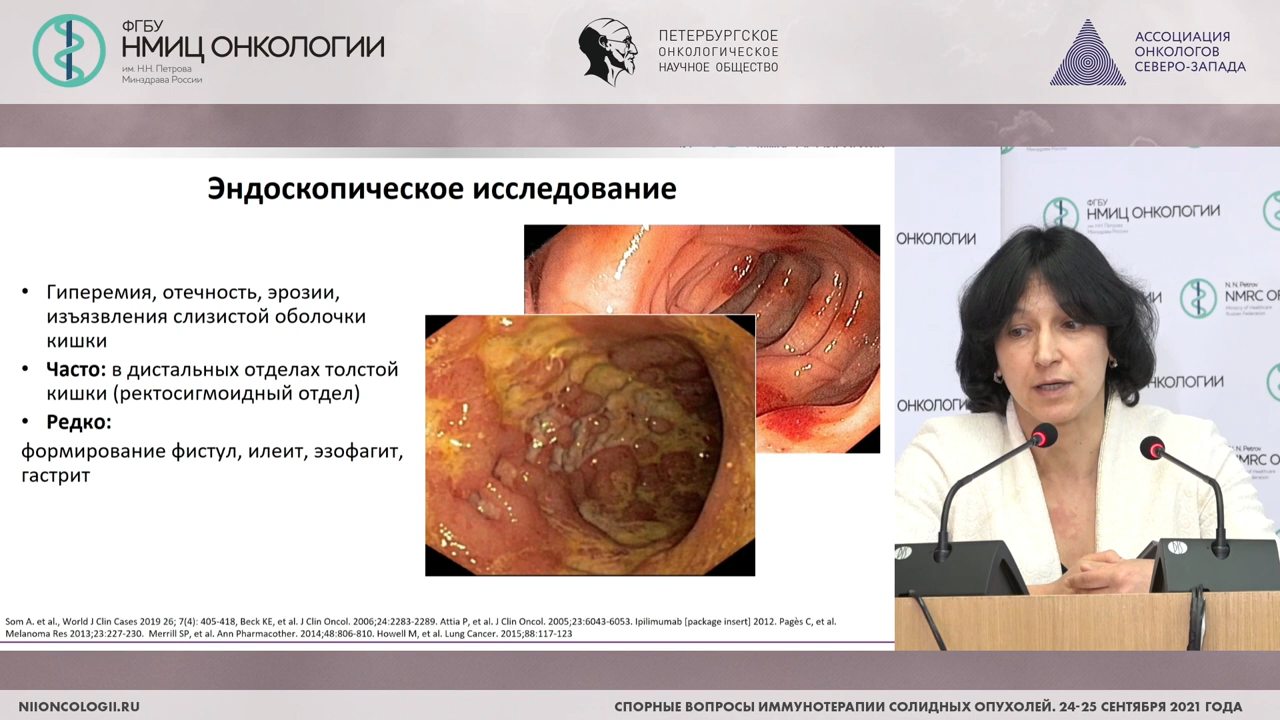 ФГБУ
НМИЦ ОНКОЛОГИИ
им. Н.Н. Петрова
Минздрава России
ПЕТЕРБУРГСКОЕ
ОНКОЛОГИЧЕСКОЕ
НАУЧНОЕ ОБЩЕСТВО
АССОЦИАЦИЯ
ОНКОЛОГОВ
СЕВЕРО-ЗАПАДА
Эндоскопическое исследование
• Гиперемия, отечность, эрозии,
изъязвления слизистой оболочки
кишки
• Часто: в дистальных отделах толстой
кишки (ректосигмоидный отдел)
• Редко:
формирование фистул, илеит, эзофагит,
гастрит
Som A. et al., World J Clin Cases 2019 26; 7(4): 405-418, Beck KE, et al. J Clin Oncol. 2006;24:2283-2289. Attia P, et al. J Clin Oncol. 2005;23:6043-6053. Ipilimumab [package insert] 2012. Pagès C, et al.
Melanoma Res 2013;23:227-230. Merrill SP, et al. Ann Pharmacother. 2014;48:806-810. Howell M, et al. Lung Cancer. 2015;88:117-123
ФГБУ
НМИЦ ОНКОЛОГИИ
ОНКОЛОГИИ
N. N. Petrov
NMRC
ОНКОЛОГИИ
NIIONCOLOGII.RU
СПОРНЫЕ ВОПРОСЫ ИММУНОТЕРАПИИ СОЛИДНЫХ ОПУХОЛЕЙ. 24-25 СЕНТЯБРЯ 2021 ГОДА